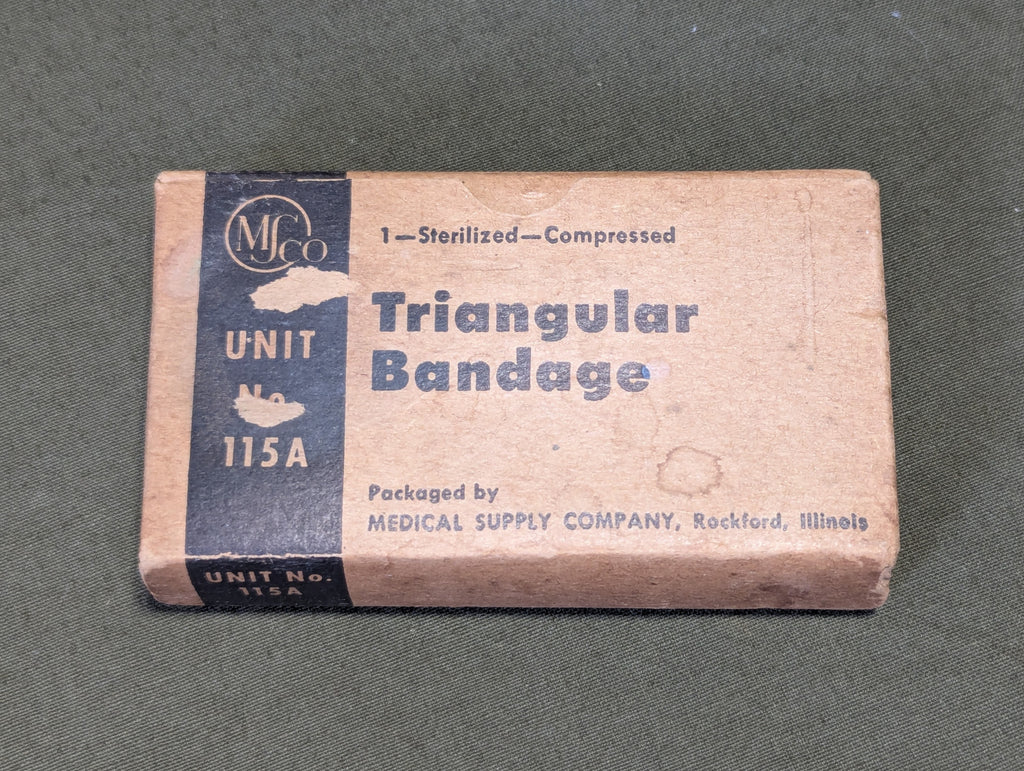 MSCO
UNIT
No.
115A
1—Sterilized—Compressed
Triangular
Bandage
Packaged by
MEDICAL SUPPLY COMPANY, Rockford, Illinois
UNIT No.
115A